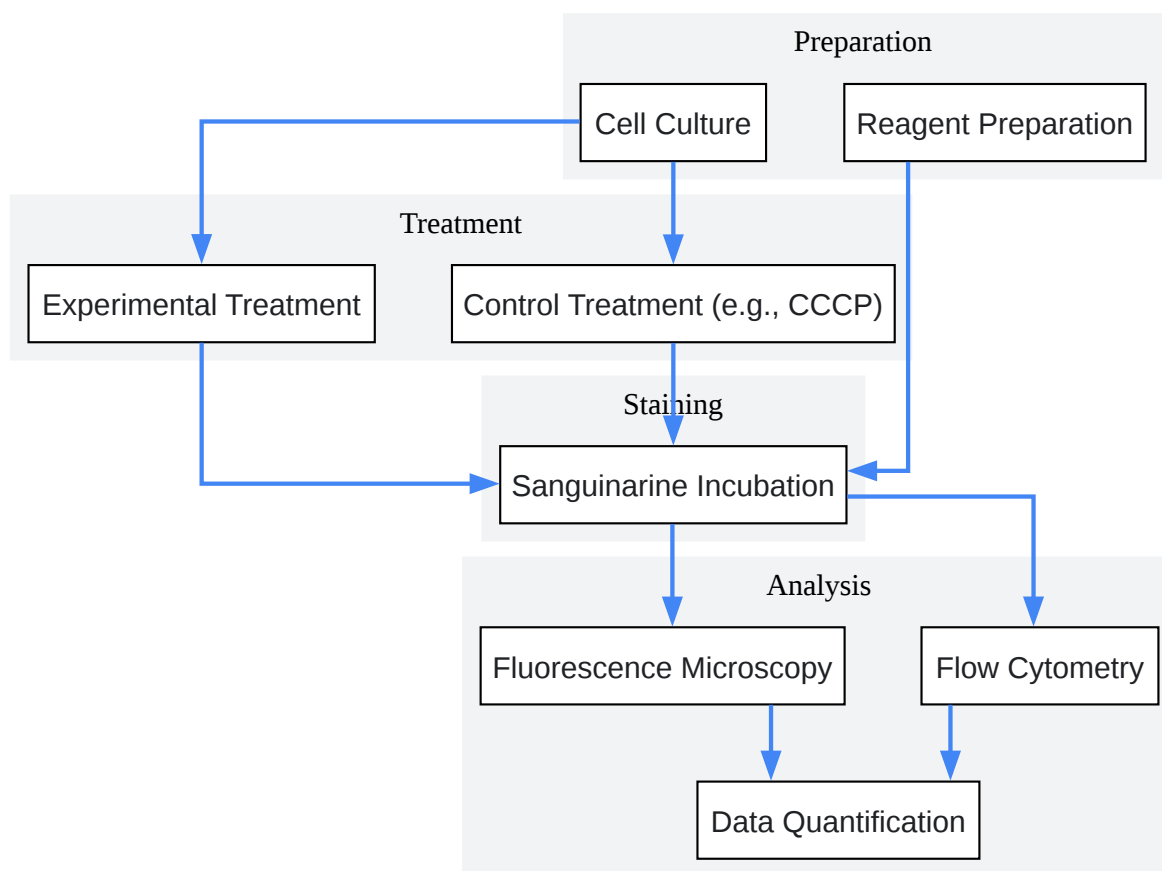 Preparation
Cell Culture
Reagent Preparation
Treatment
Experimental Treatment
Control Treatment (e.g., CCCP)
Staining
Sanguinarine Incubation
Analysis
Fluorescence Microscopy
Flow Cytometry
Data Quantification